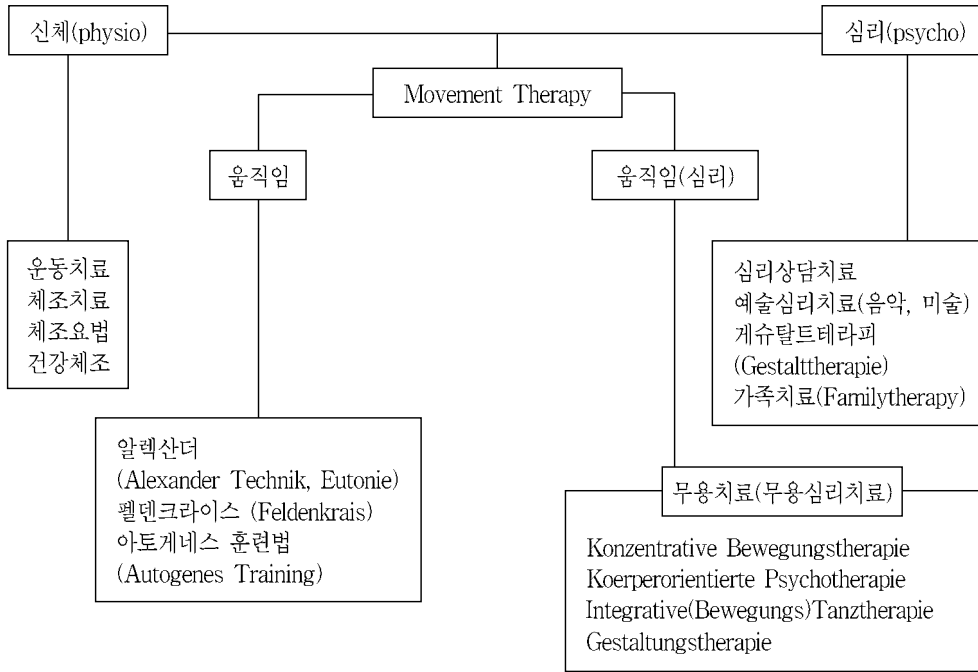 신체(physio)
심리(psycho)
Movement Therapy
움직임
움직임(심리)
운동치료
체조치료
체조요법
건강체조
심리상담치료
예술심리치료(음악, 미술)
게슈탈트테라피
(Gestalttherapie)
가족치료(Familytherapy)
알렉산더
(Alexander Technik, Eutonie)
펠덴크라이스 (Feldenkrais)
아토게네스 훈련법
(Autogenes Training)
무용치료(무용심리치료)
Konzentrative Bewegungstherapie
Koerperorientierte Psychotherapie
Integrative(Bewegungs)Tanztherapie
Gestaltungstherapie